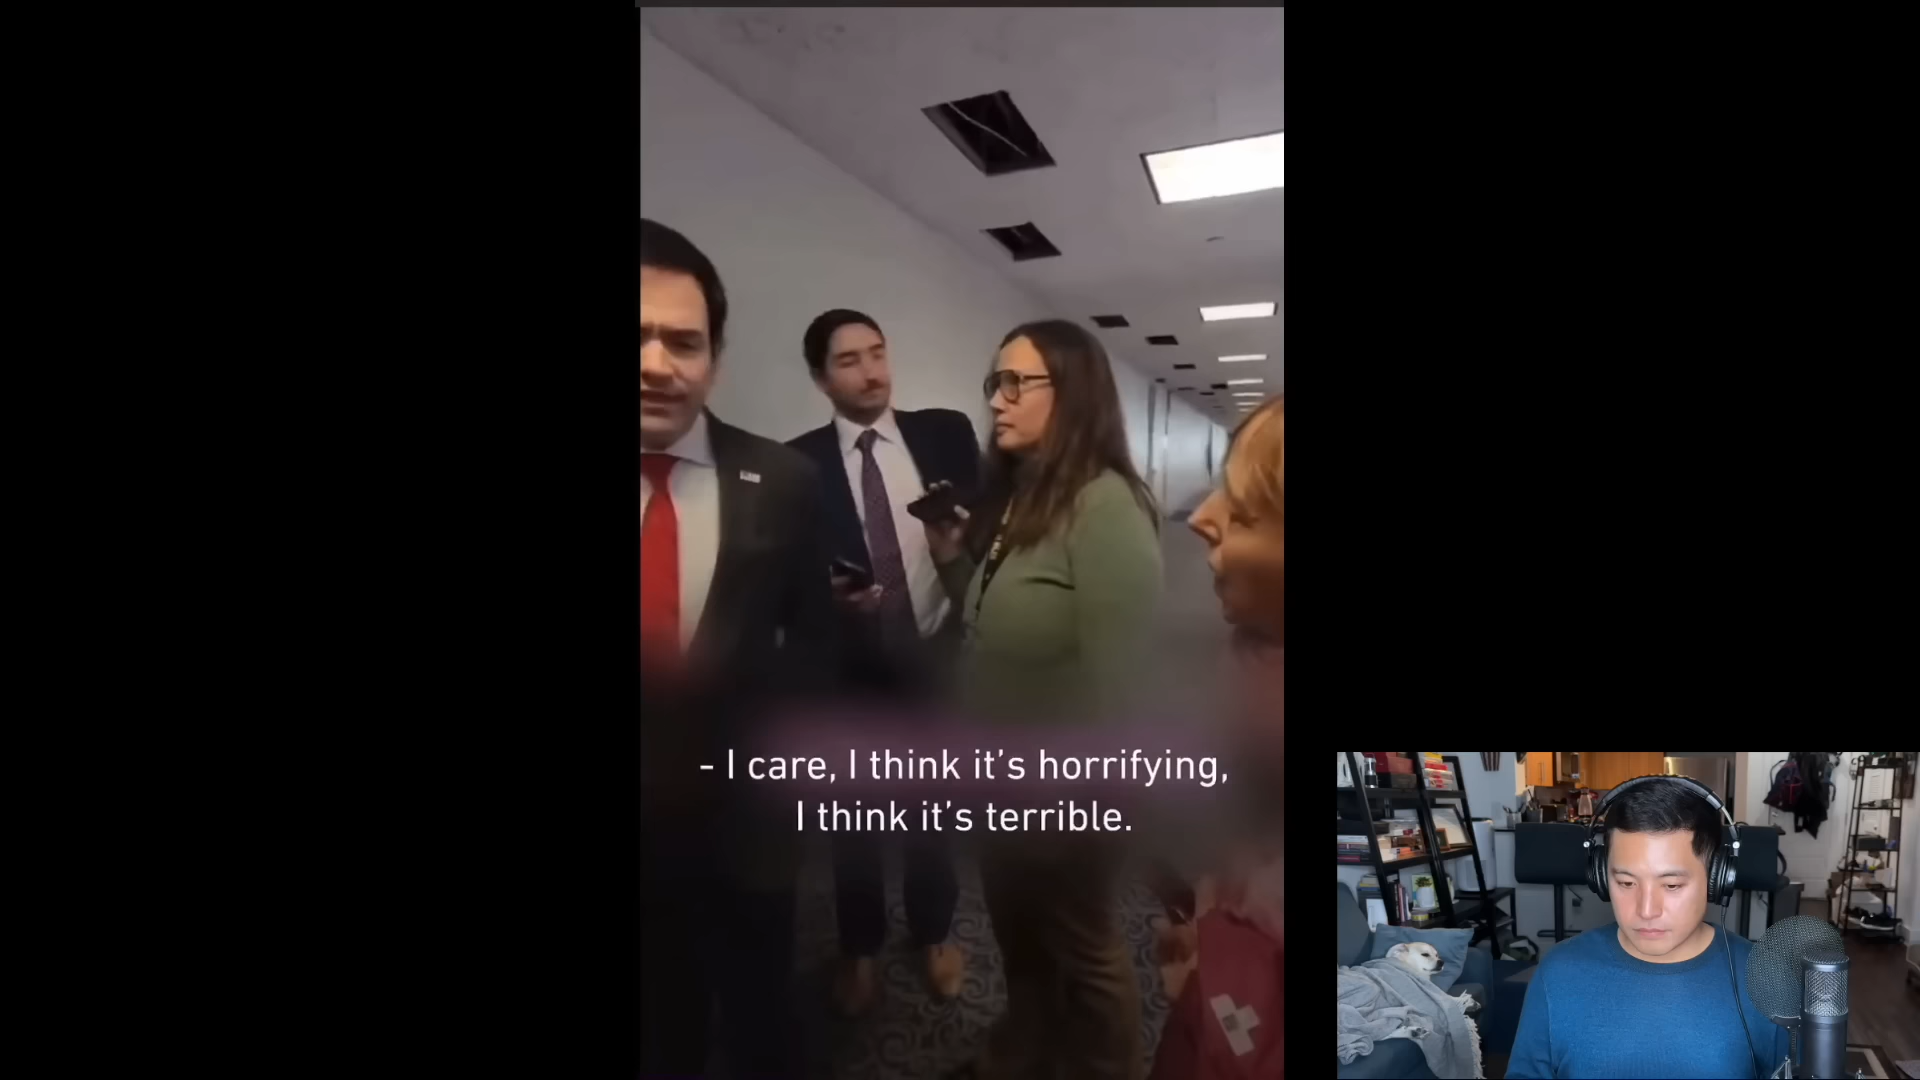 - I care, I think it's horrifying,
I think it's terrible.